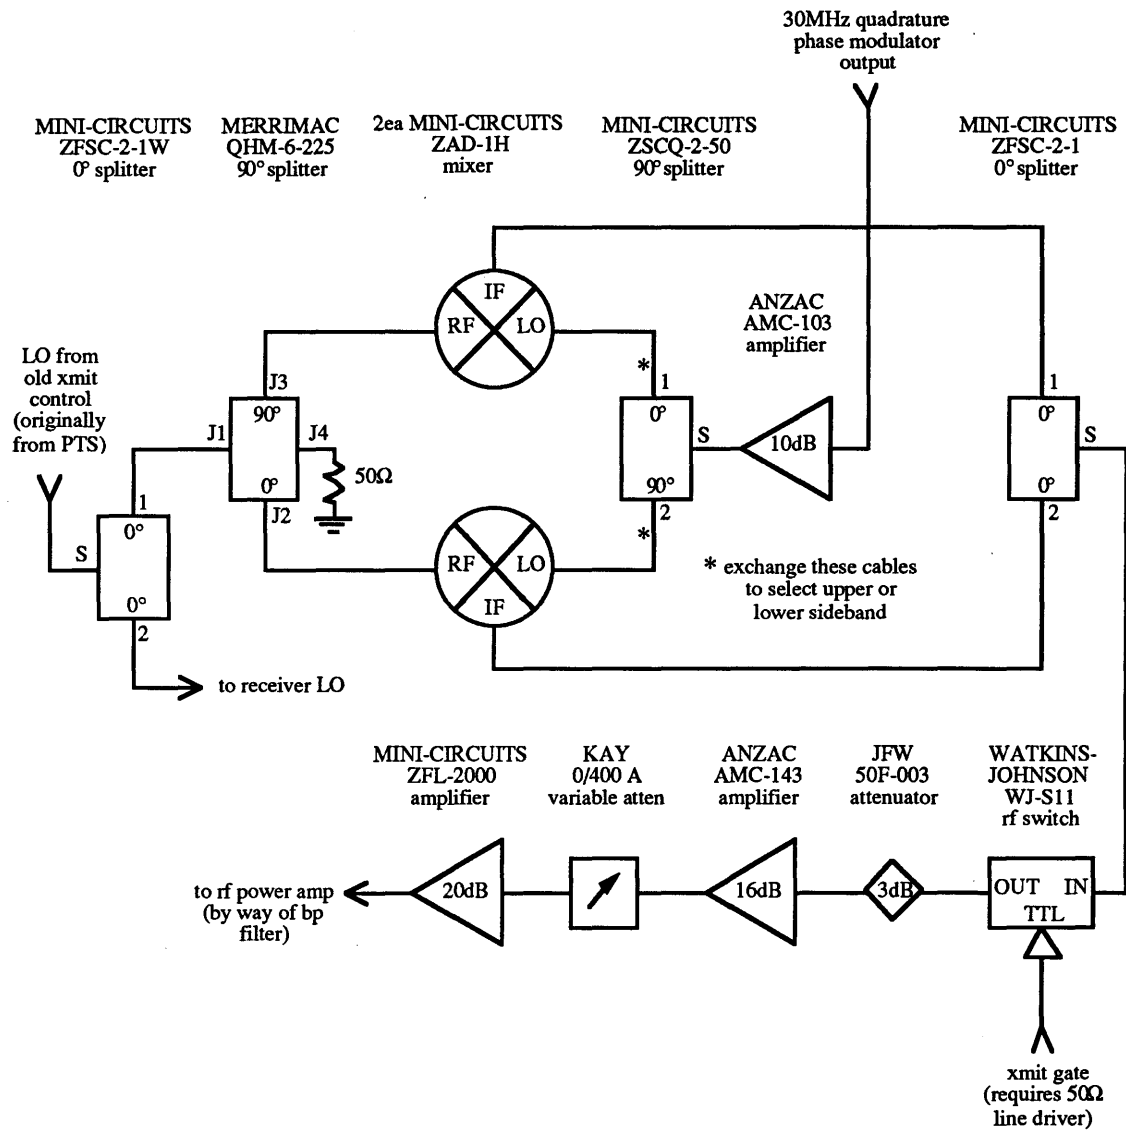 30MHz quadrature
phase modulator
output
MINI-CIRCUITS
ZFSC-2-1W
0° splitter
MERRIMAC
QHM-6-225
90° splitter
2ea MINI-CIRCUITS
ZAD-1H
mixer
MINI-CIRCUITS
ZSCQ-2-50
90° splitter
MINI-CIRCUITS
ZFSC-2-1
0° splitter
IF
RF
LO
ANZAC
AMC-103
amplifier
LO from
old xmit
control
(originally
from PTS)
J3
90°
J1
J4
0°
J2
50Ω
*
1
0°
S
90°
2
*
10dB
1
0°
S
0°
2
1
0°
S
0°
2
RF
LO
IF
* exchange these cables
to select upper or
lower sideband
to receiver LO
MINI-CIRCUITS
ZFL-2000
amplifier
KAY
0/400 A
variable atten
ANZAC
AMC-143
amplifier
JFW
50F-003
attenuator
WATKINS-
JOHNSON
WJ-S11
rf switch
to rf power amp
(by way of bp
filter)
20dB
16dB
3dB
OUT IN
TTL
xmit gate
(requires 50Ω
line driver)